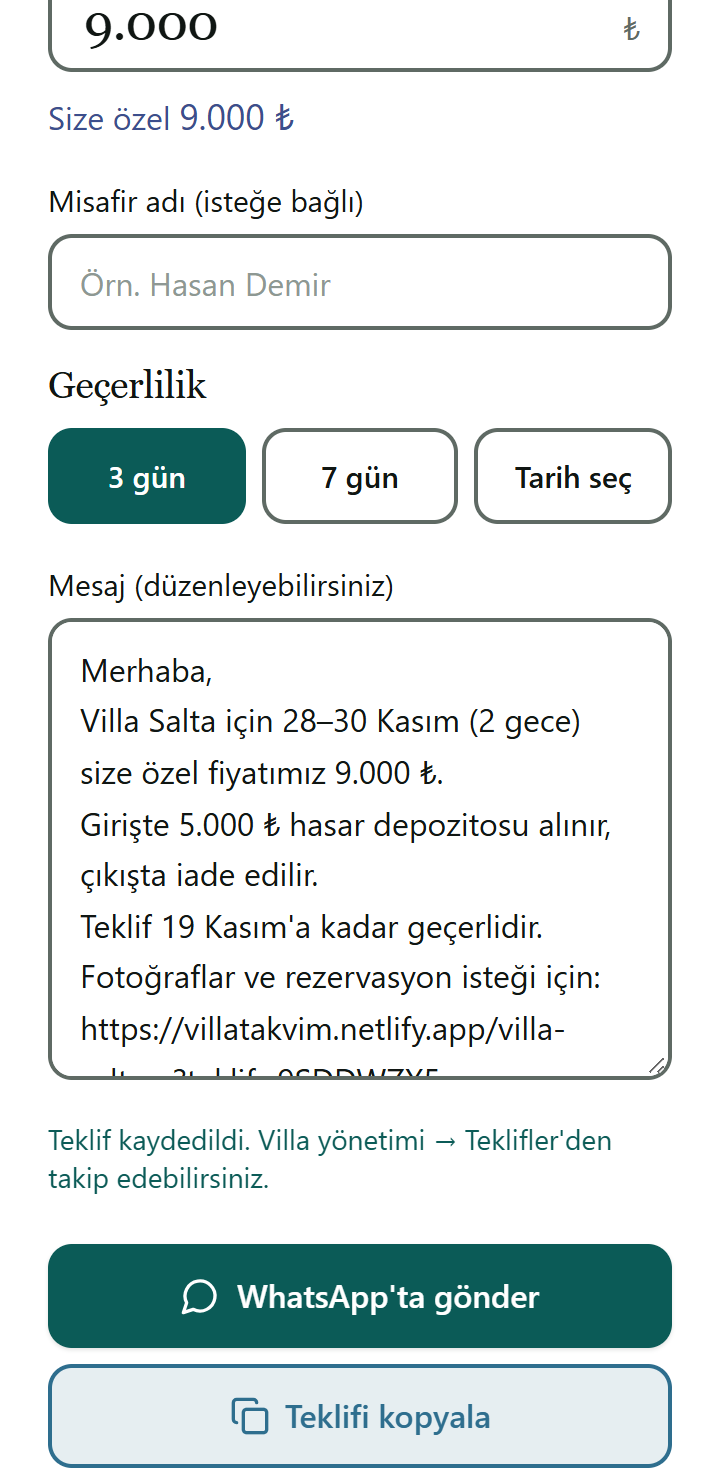 9.000 ₺
Size özel 9.000 ₺
Misafir adı (isteğe bağlı)
Örn. Hasan Demir
Geçerlilik
3 gün
7 gün
Tarih seç
Mesaj (düzenleyebilirsiniz)
Merhaba,
Villa Salta için 28–30 Kasım (2 gece)
size özel fiyatımız 9.000 ₺.
Girişte 5.000 ₺ hasar depozitosu alınır,
çıkışta iade edilir.
Teklif 19 Kasım'a kadar geçerlidir.
Fotoğraflar ve rezervasyon isteği için:
https://villatakvim.netlify.app/villa-
Teklif kaydedildi. Villa yönetimi → Teklifler'den
takip edebilirsiniz.
WhatsApp'ta gönder
Teklifi kopyala